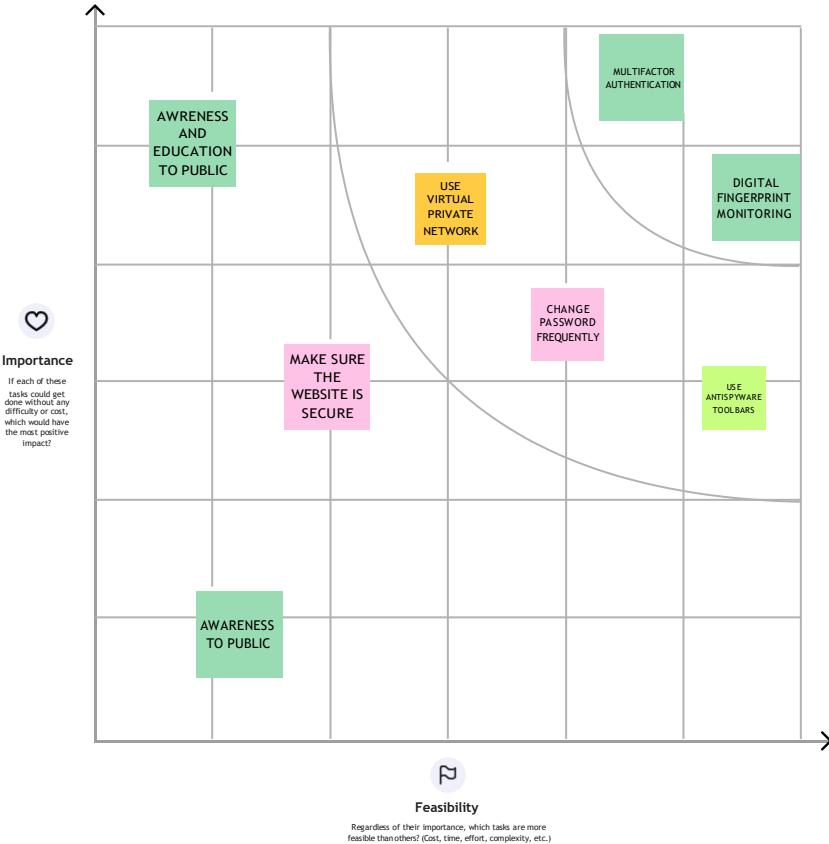 MULTIFACTOR
AUTHENTICATION
AWRENESS
AND
EDUCATION
TO PUBLIC
DIGITAL
FINGERPRINT
MONITORING
USE
VIRTUAL
PRIVATE
NETWORK
CHANGE
PASSWORD
FREQUENTLY
MAKE SURE
THE
WEBSITE IS
SECURE
USE
ANTISPYWARE
TOOLBARS
Importance
If each of these
tasks could get
done without any
difficulty or cost,
which would have
the most positive
impact?
AWARENESS
TO PUBLIC
Feasibility
Regardless of their importance, which tasks are more
feasible than others? (Cost, time, effort, complexity, etc.)